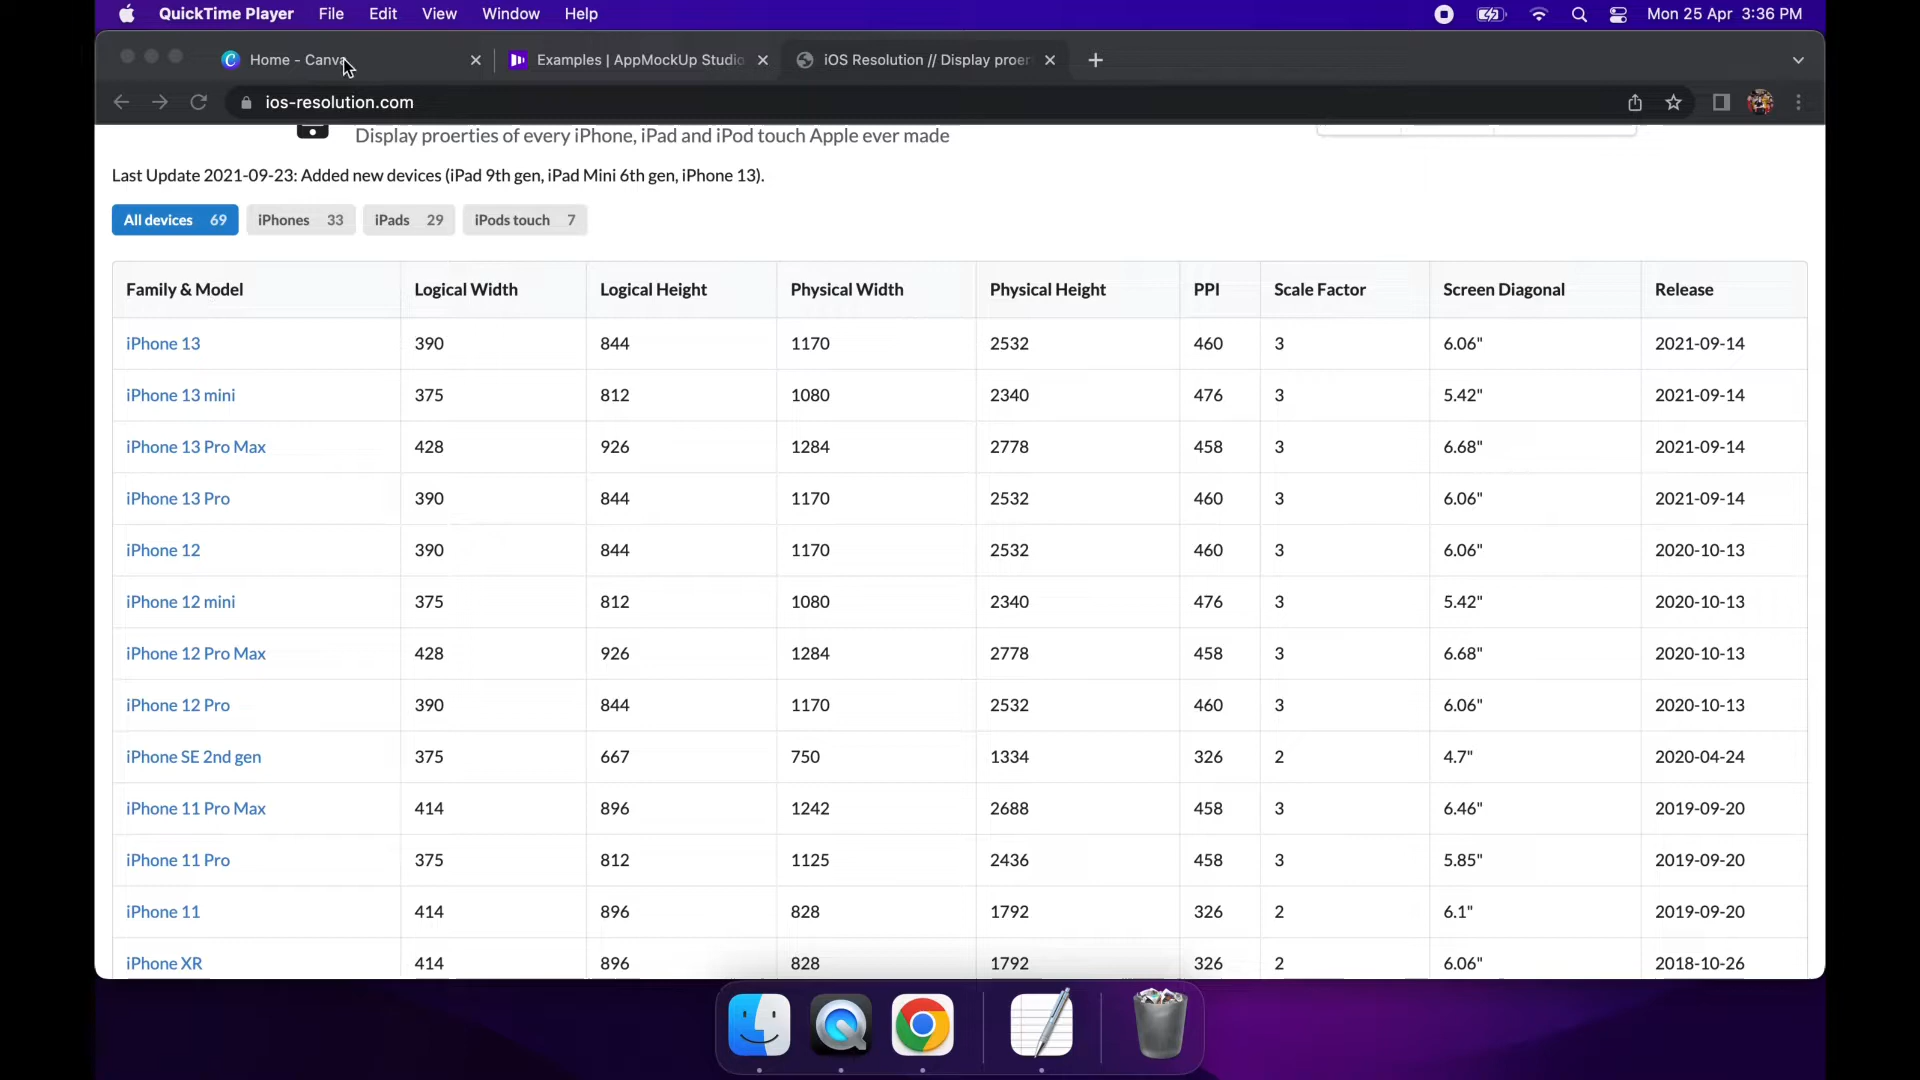 QuickTime Player File Edit View Window Help Mon 25 Apr 3:36 PM
Home - Canva Examples | AppMockUp Studio iOS Resolution // Display proer
ios-resolution.com
Display proerties of every iPhone, iPad and iPod touch Apple ever made
Last Update 2021-09-23: Added new devices (iPad 9th gen, iPad Mini 6th gen, iPhone 13).
All devices 69 iPhones 33 iPads 29 iPods touch 7
Family & Model Logical Width Logical Height Physical Width Physical Height PPI Scale Factor Screen Diagonal Release
iPhone 13 390 844 1170 2532 460 3 6.06" 2021-09-14
iPhone 13 mini 375 812 1080 2340 476 3 5.42" 2021-09-14
iPhone 13 Pro Max 428 926 1284 2778 458 3 6.68" 2021-09-14
iPhone 13 Pro 390 844 1170 2532 460 3 6.06" 2021-09-14
iPhone 12 390 844 1170 2532 460 3 6.06" 2020-10-13
iPhone 12 mini 375 812 1080 2340 476 3 5.42" 2020-10-13
iPhone 12 Pro Max 428 926 1284 2778 458 3 6.68" 2020-10-13
iPhone 12 Pro 390 844 1170 2532 460 3 6.06" 2020-10-13
iPhone SE 2nd gen 375 667 750 1334 326 2 4.7" 2020-04-24
iPhone 11 Pro Max 414 896 1242 2688 458 3 6.46" 2019-09-20
iPhone 11 Pro 375 812 1125 2436 458 3 5.85" 2019-09-20
iPhone 11 414 896 828 1792 326 2 6.1" 2019-09-20
iPhone XR 414 896 828 1792 326 2 6.06" 2018-10-26